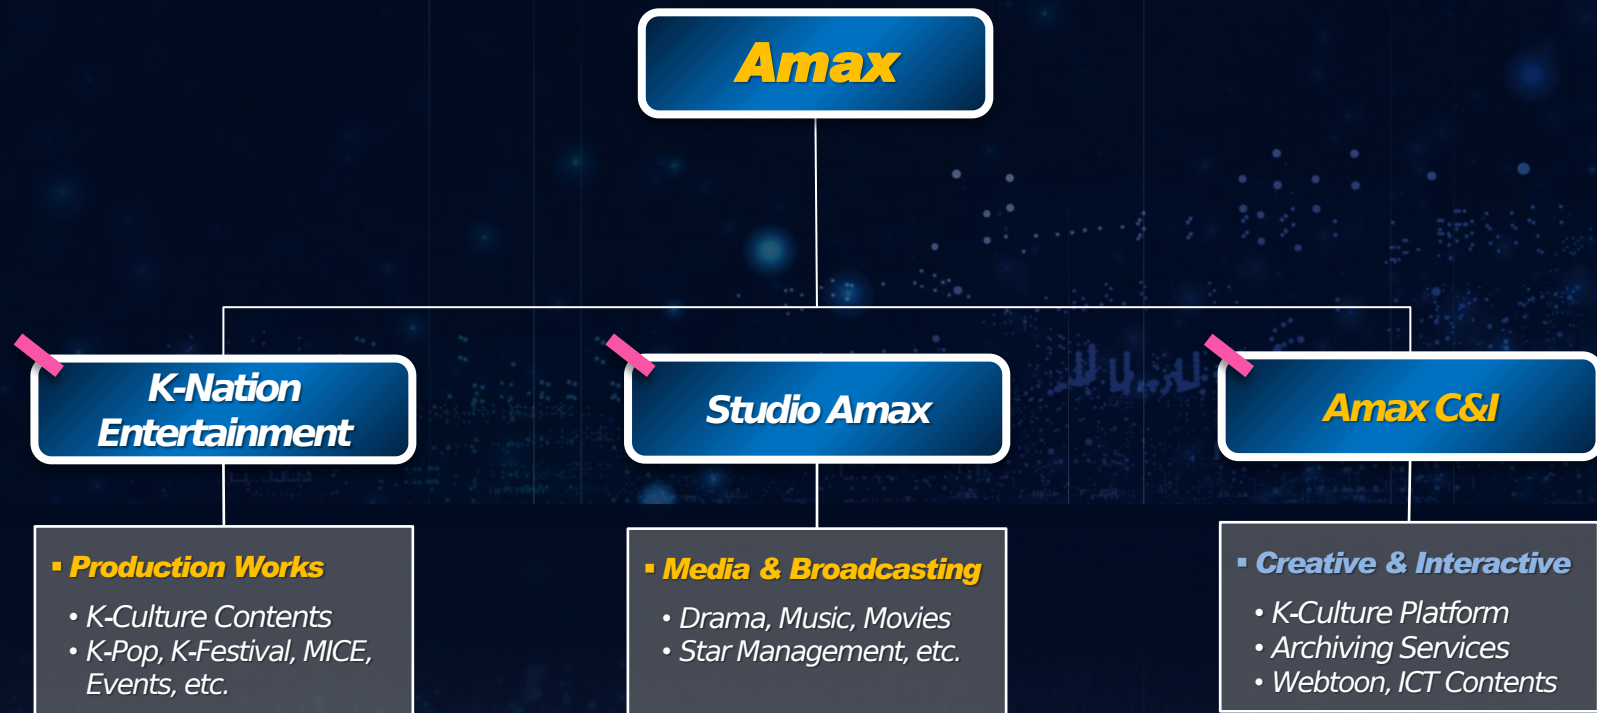 Amax
K-Nation
Entertainment
Studio Amax
Amax C&I
▪ Production Works
• K-Culture Contents
• K-Pop, K-Festival, MICE,
Events, etc.
▪ Media & Broadcasting
• Drama, Music, Movies
• Star Management, etc.
▪ Creative & Interactive
• K-Culture Platform
• Archiving Services
• Webtoon, ICT Contents